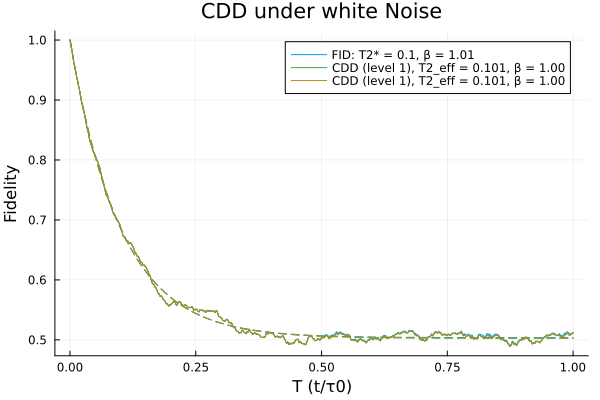 CDD under white Noise
FID: T2* = 0.1, β = 1.01
CDD (level 1), T2_eff = 0.101, β = 1.00
CDD (level 1), T2_eff = 0.101, β = 1.00
Fidelity
1.0
0.9
0.8
0.7
0.6
0.5
0.00 0.25 0.50 0.75 1.00
T (t/τ0)